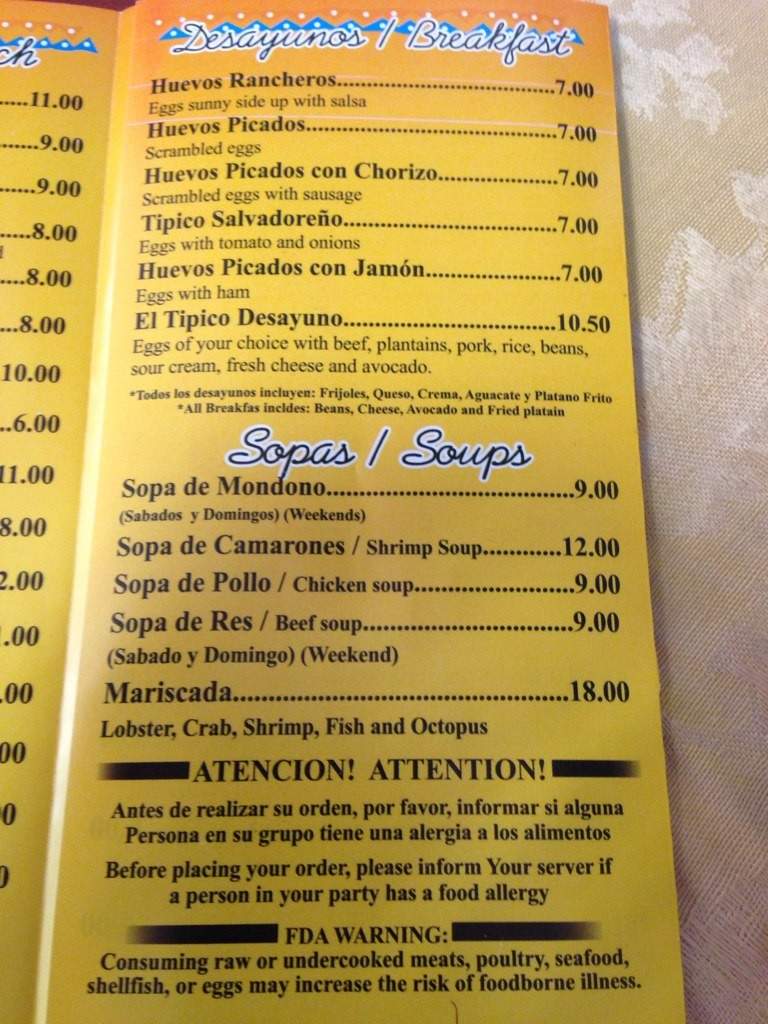 Desayunos / Breakfast
Huevos Rancheros..............................7.00
Eggs sunny side up with salsa
Huevos Picados..................................7.00
Scrambled eggs
Huevos Picados con Chorizo................7.00
Scrambled eggs with sausage
Tipico Salvadoreño.............................7.00
Eggs with tomato and onions
Huevos Picados con Jamón..................7.00
Eggs with ham
El Tipico Desayuno.............................10.50
Eggs of your choice with beef, plantains, pork, rice, beans,
sour cream, fresh cheese and avocado.
*Todos los desayunos incluyen: Frijoles, Queso, Crema, Aguacate y Platano Frito
*All Breakfas incldes: Beans, Cheese, Avocado and Fried platain
Sopas / Soups
Sopa de Mondono.................................9.00
(Sabados y Domingos) (Weekends)
Sopa de Camarones / Shrimp Soup...........12.00
Sopa de Pollo / Chicken soup....................9.00
Sopa de Res / Beef soup...........................9.00
(Sabado y Domingo) (Weekend)
Mariscada...........................................18.00
Lobster, Crab, Shrimp, Fish and Octopus
ATENCION! ATTENTION!
Antes de realizar su orden, por favor, informar si alguna
Persona en su grupo tiene una alergia a los alimentos
Before placing your order, please inform Your server if
a person in your party has a food allergy
FDA WARNING:
Consuming raw or undercooked meats, poultry, seafood,
shellfish, or eggs may increase the risk of foodborne illness.
ch
.....11.00
.......9.00
......9.00
.....8.00
....8.00
...8.00
10.00
..6.00
11.00
8.00
2.00
.00
.00
00
0